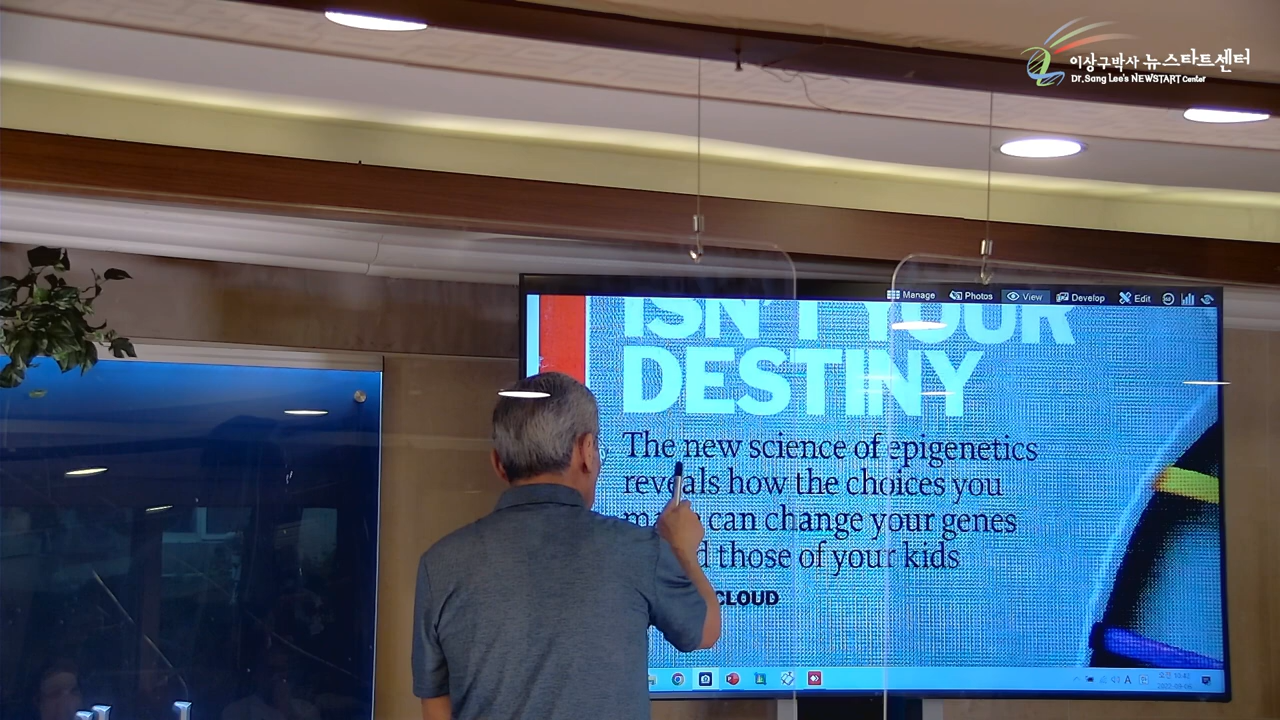 이상구박사 뉴스타트센터
Dr. Sang Lee's NEWSTART Center
Manage Photos View Develop Edit
ISN'T YOUR
DESTINY
The new science of epigenetics
reveals how the choices you
can change your genes
those of your kids
CLOUD